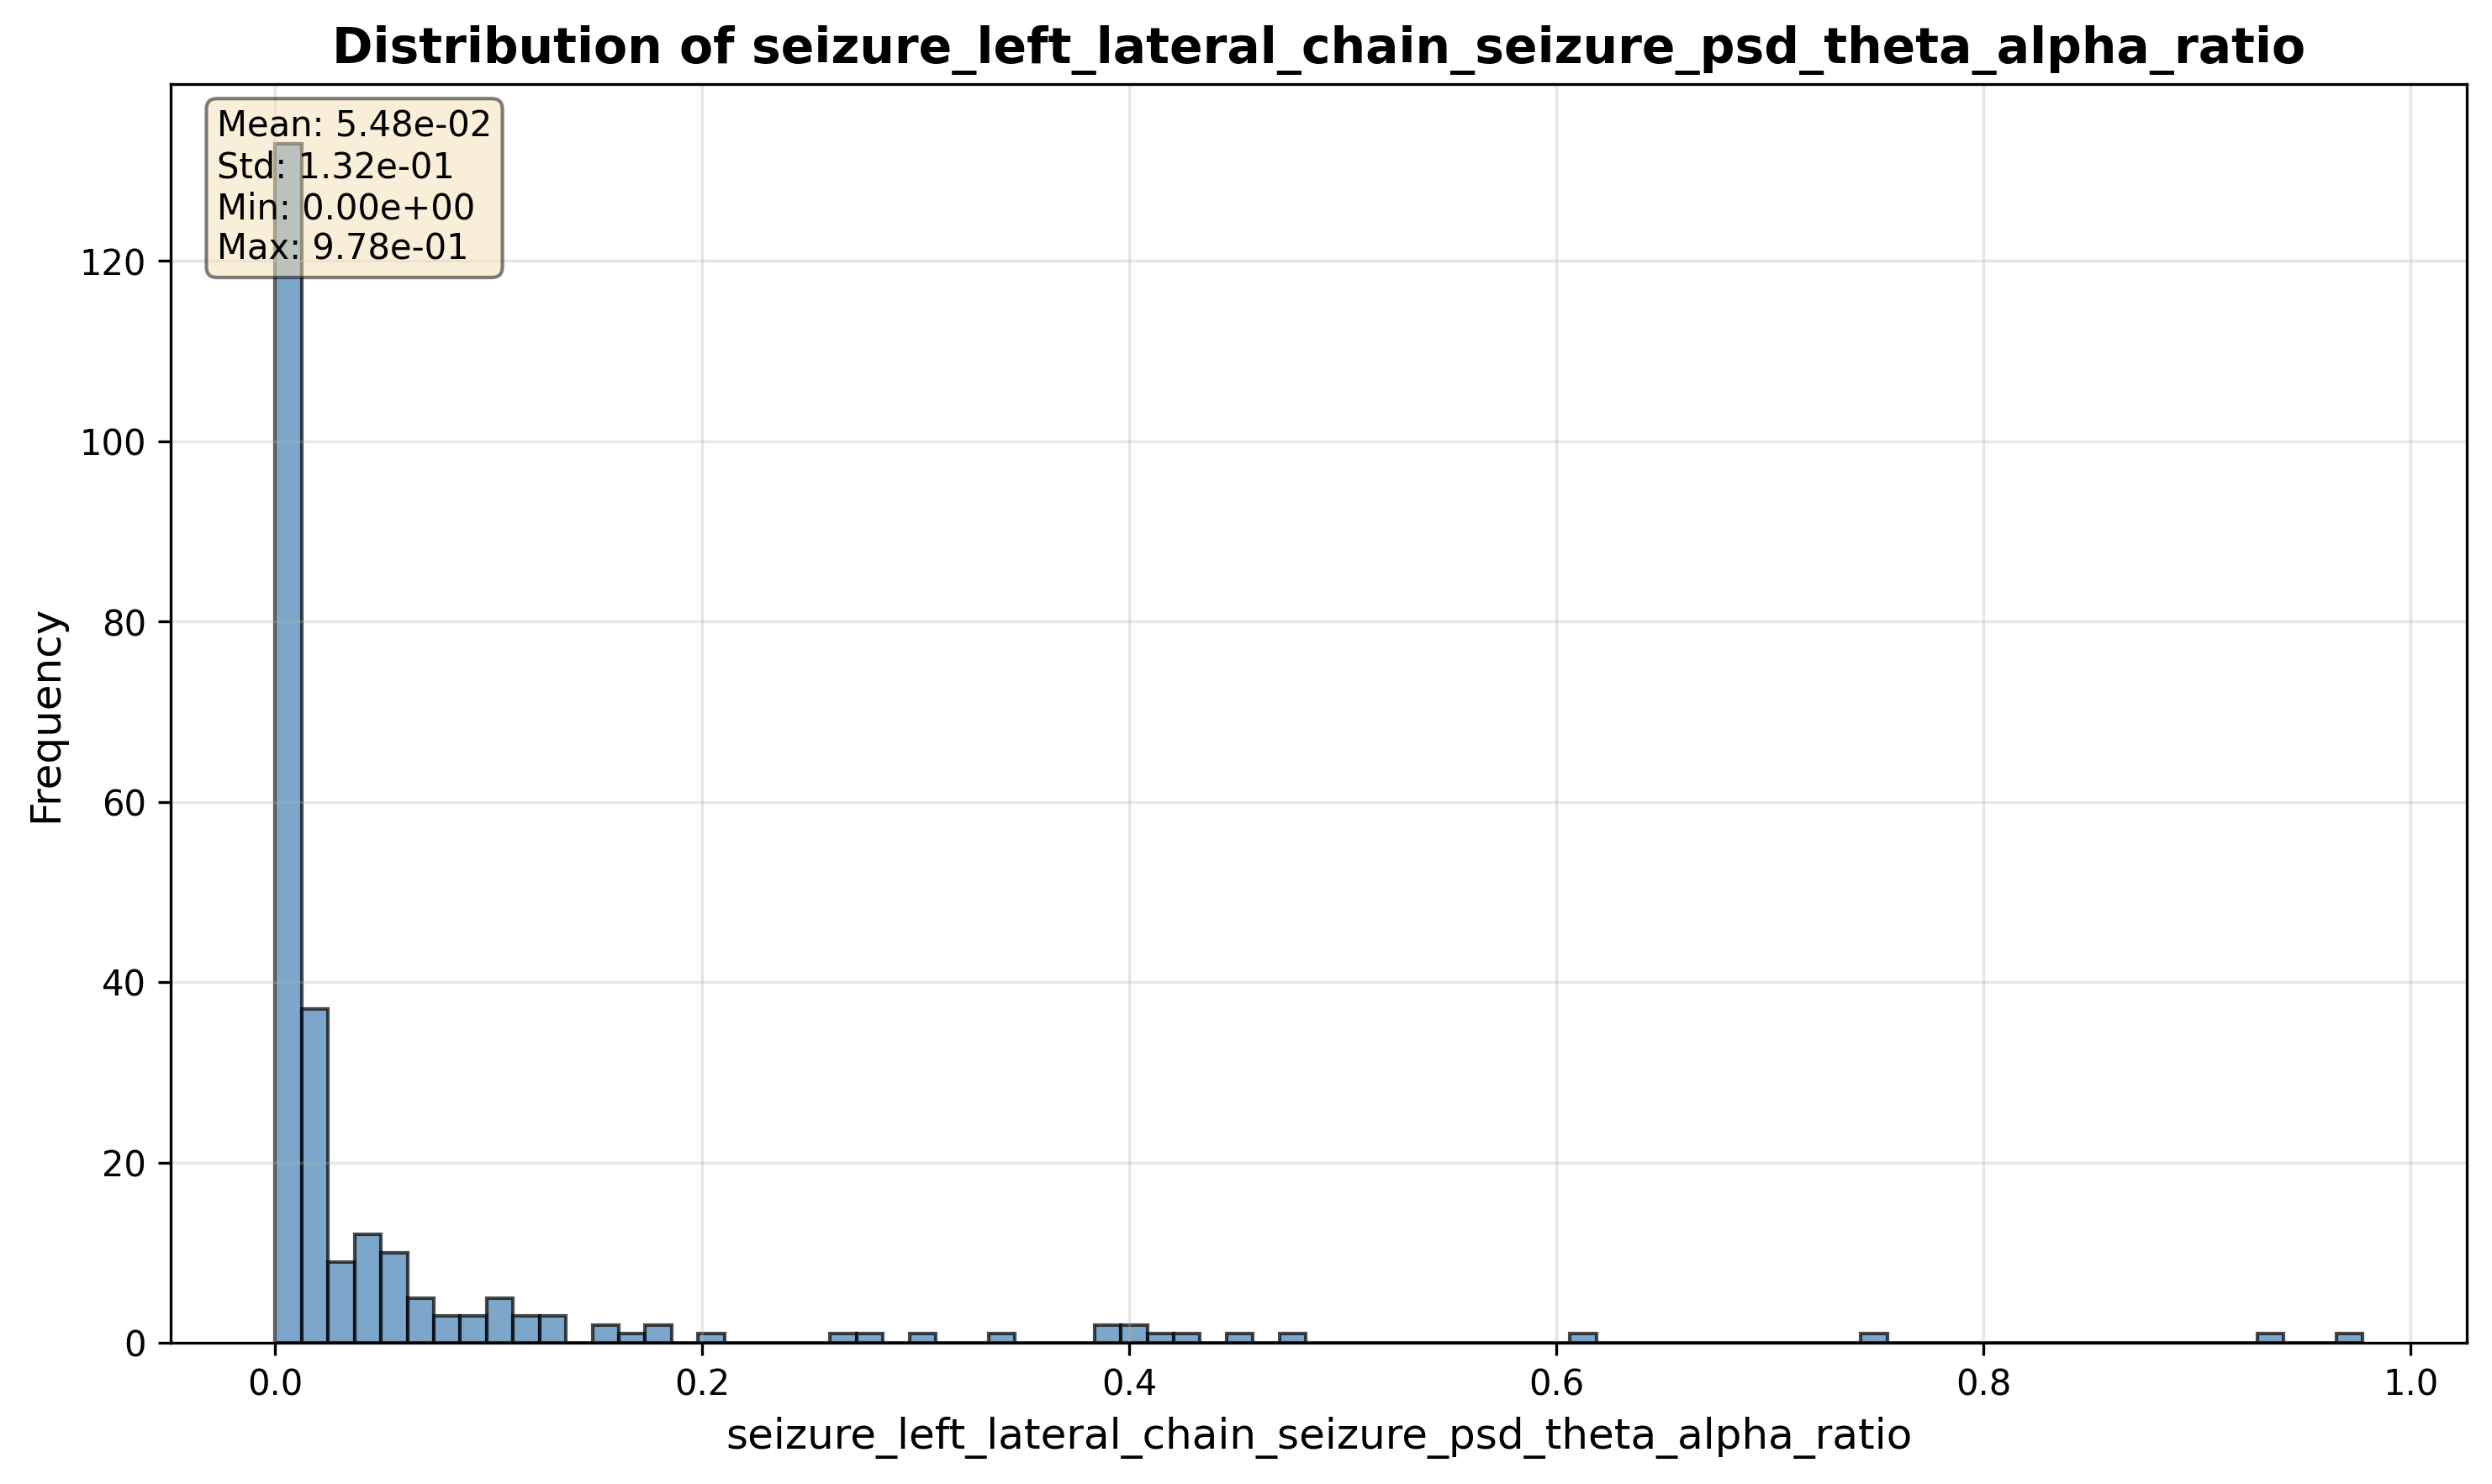 Distribution of seizure_left_lateral_chain_seizure_psd_theta_alpha_ratio
Mean: 5.48e-02
Std: 1.32e-01
Min: 0.00e+00
Max: 9.78e-01
Frequency
120
100
80
60
40
20
0
0.0 0.2 0.4 0.6 0.8 1.0
seizure_left_lateral_chain_seizure_psd_theta_alpha_ratio